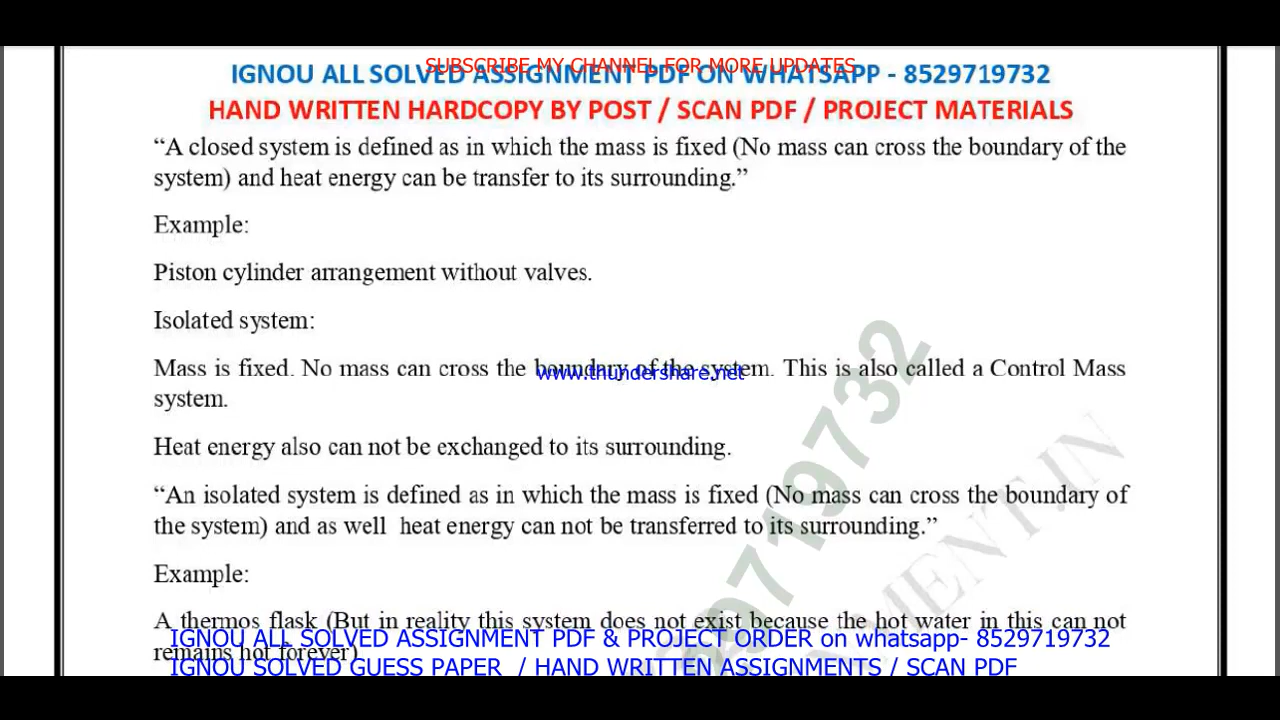 SUBSCRIBE MY CHANNEL FOR MORE UPDATES
IGNOU ALL SOLVED ASSIGNMENT PDF ON WHATSAPP - 8529719732
HAND WRITTEN HARDCOPY BY POST / SCAN PDF / PROJECT MATERIALS
“A closed system is defined as in which the mass is fixed (No mass can cross the boundary of the
system) and heat energy can be transfer to its surrounding.”
Example:
Piston cylinder arrangement without valves.
Isolated system:
Mass is fixed. No mass can cross the boundary of the system. This is also called a Control Mass
www.thundershare.net
system.
Heat energy also can not be exchanged to its surrounding.
“An isolated system is defined as in which the mass is fixed (No mass can cross the boundary of
the system) and as well heat energy can not be transferred to its surrounding.”
Example:
A thermos flask (But in reality this system does not exist because the hot water in this can not
IGNOU ALL SOLVED ASSIGNMENT PDF & PROJECT ORDER on whatsapp- 8529719732
remains hot forever)
IGNOU SOLVED GUESS PAPER / HAND WRITTEN ASSIGNMENTS / SCAN PDF
9719732
MENT.IN